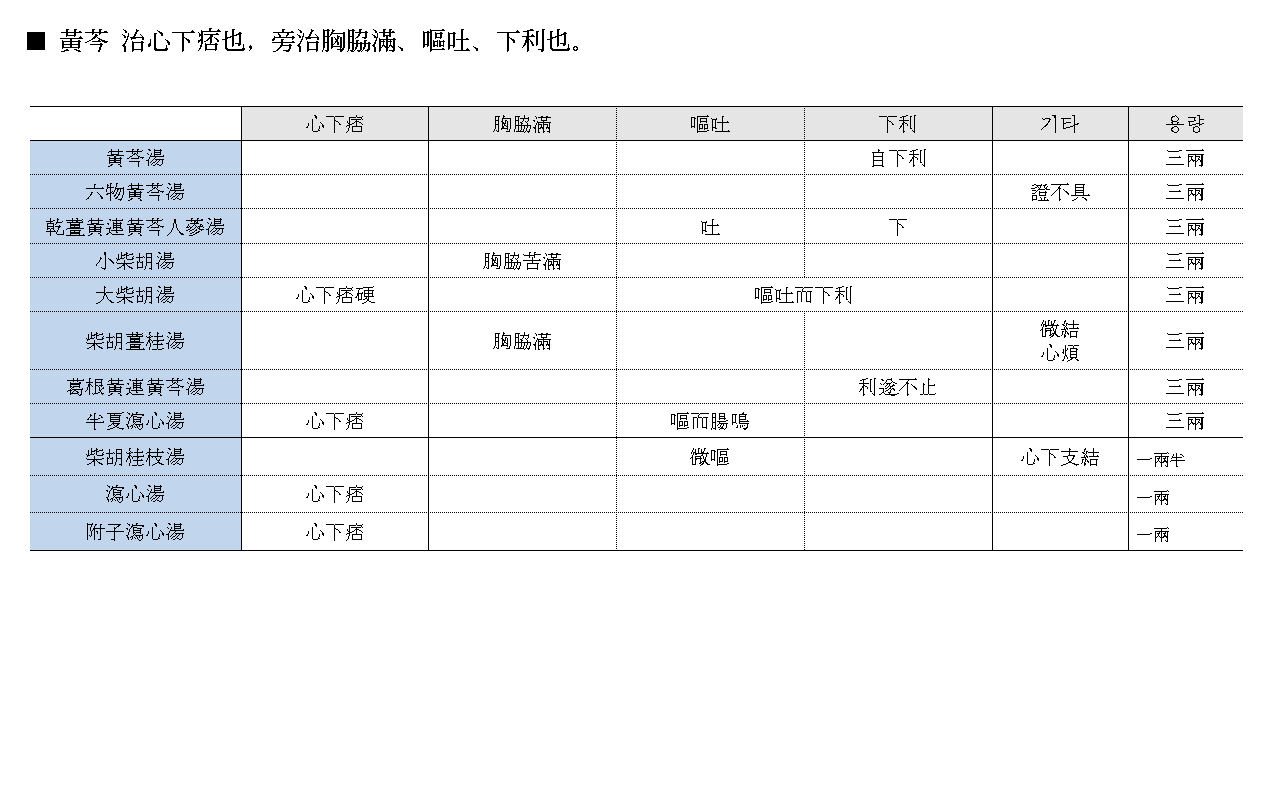 ■ 黃芩 治心下痞也, 旁治胸脇滿、嘔吐、下利也。
心下痞 胸脇滿 嘔吐 下利 기타 용량
黃芩湯 自下利 三兩
六物黃芩湯 證不具 三兩
乾薑黃連黃芩人蔘湯 吐 下 三兩
小柴胡湯 胸脇苦滿 三兩
大柴胡湯 心下痞硬 嘔吐而下利 三兩
柴胡薑桂湯 胸脇滿 微結 三兩
心煩
葛根黃連黃芩湯 利遂不止 三兩
半夏瀉心湯 心下痞 嘔而腸鳴 三兩
柴胡桂枝湯 微嘔 心下支結 一兩半
瀉心湯 心下痞 一兩
附子瀉心湯 心下痞 一兩